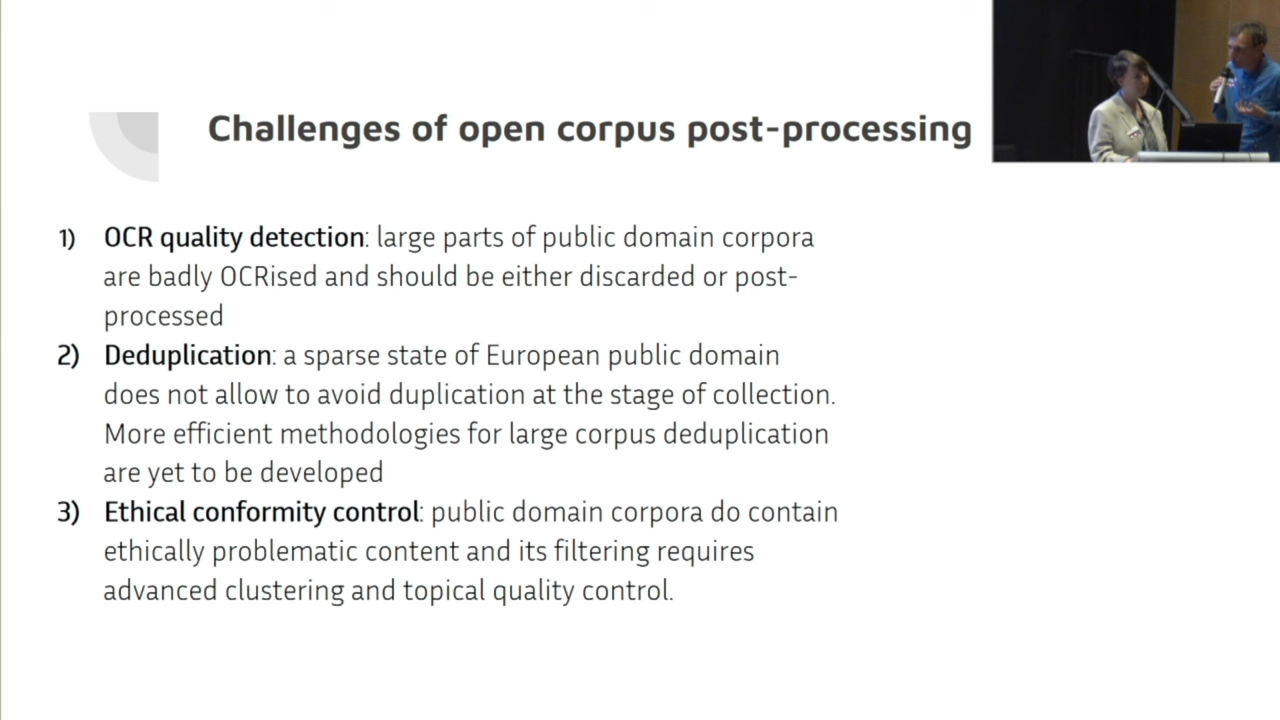 Challenges of open corpus post-processing
1) OCR quality detection: large parts of public domain corpora
are badly OCRised and should be either discarded or post-
processed
2) Deduplication: a sparse state of European public domain
does not allow to avoid duplication at the stage of collection.
More efficient methodologies for large corpus deduplication
are yet to be developed
3) Ethical conformity control: public domain corpora do contain
ethically problematic content and its filtering requires
advanced clustering and topical quality control.